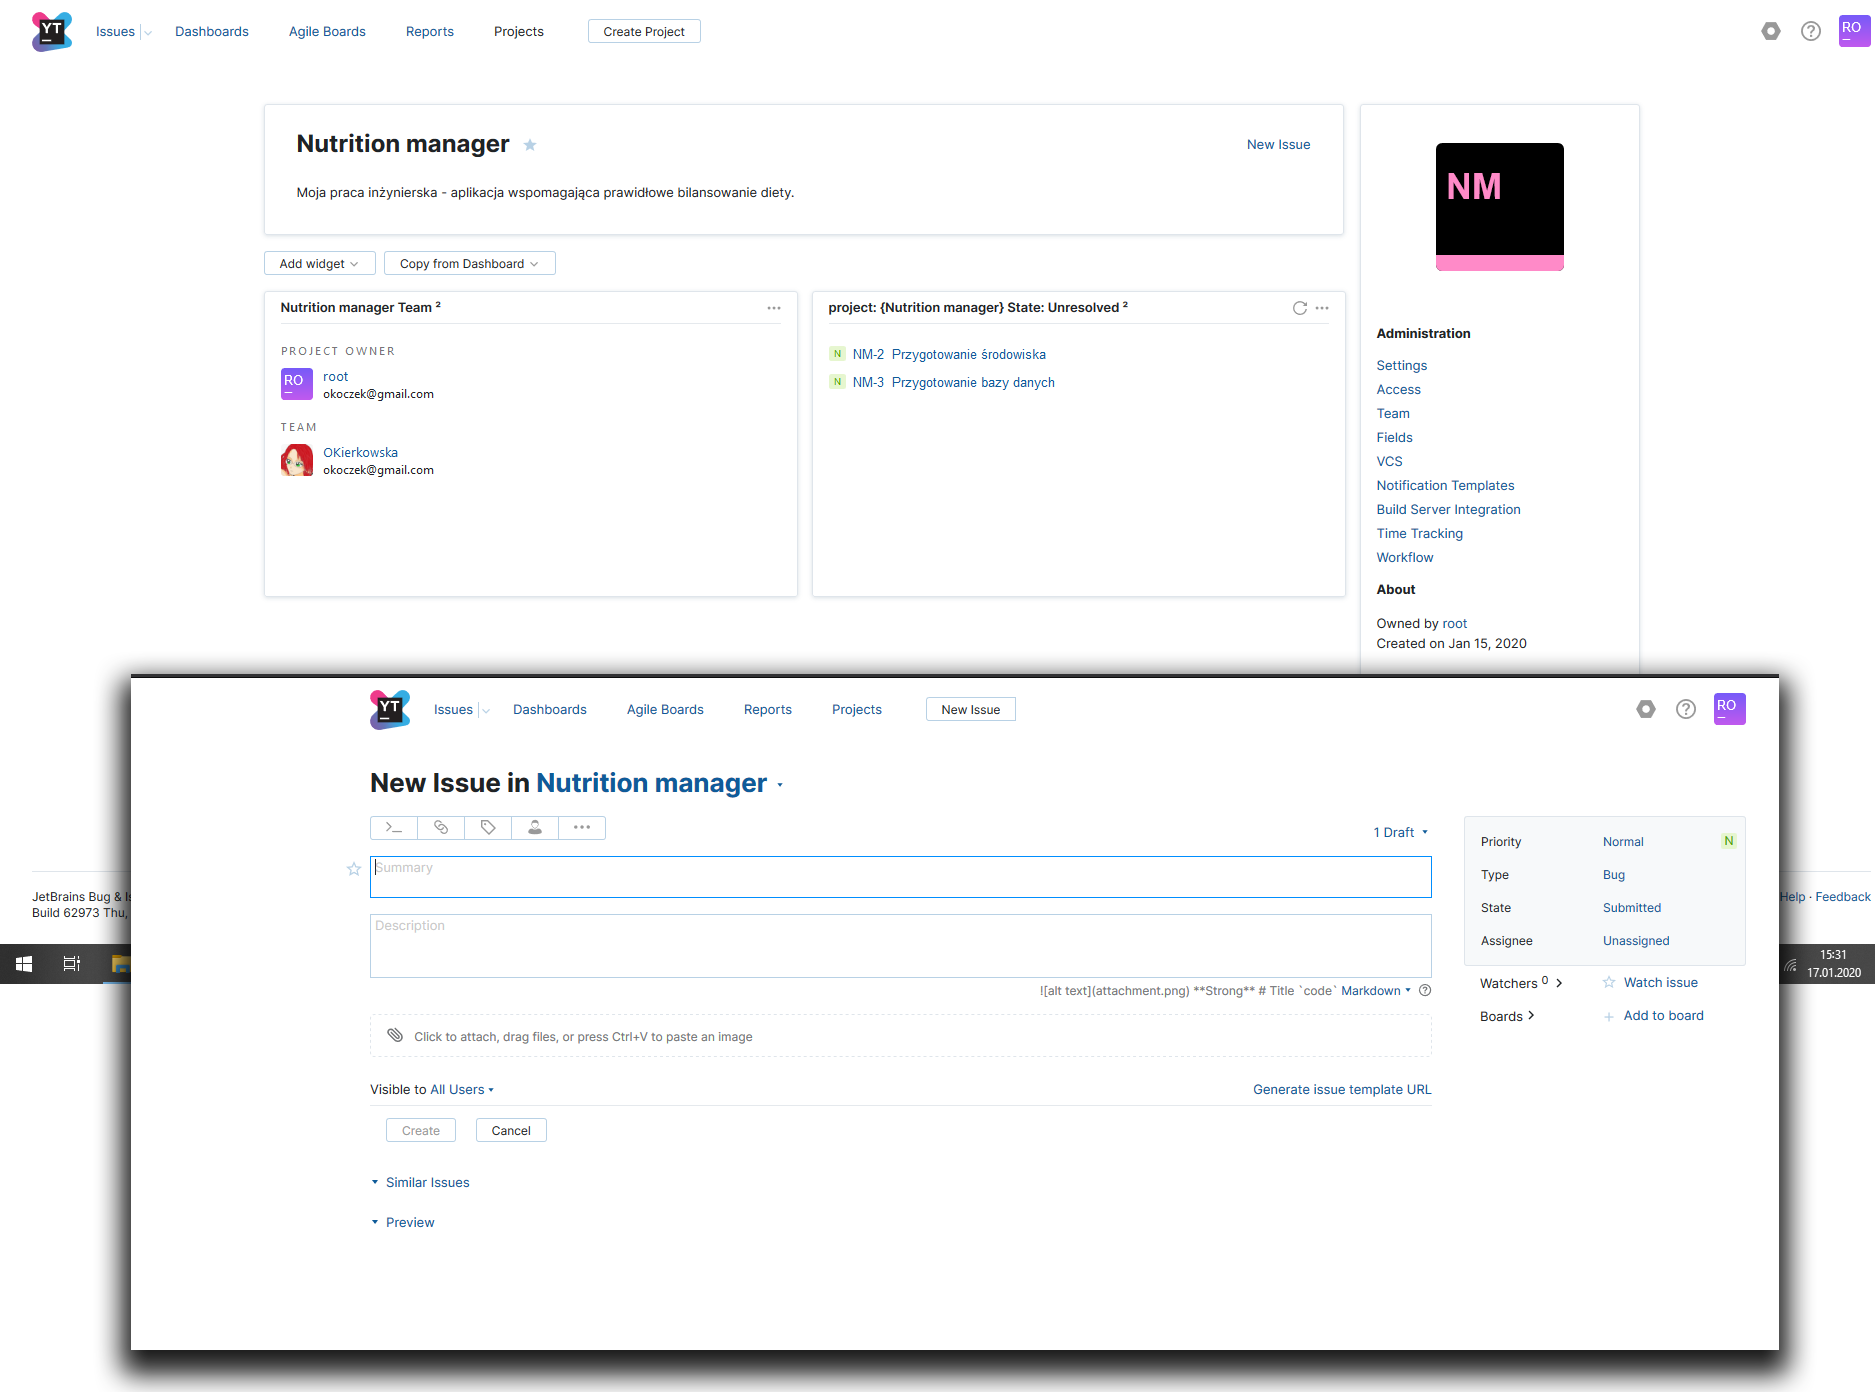 YT
Issues
Dashboards
Agile Boards
Reports
Projects
Create Project
RO
Nutrition manager
New Issue
Moja praca inżynierska - aplikacja wspomagająca prawidłowe bilansowanie diety.
NM
Add widget
Copy from Dashboard
Nutrition manager Team 2
PROJECT OWNER
RO
root
okoczek@gmail.com
TEAM
OKierkowska
okoczek@gmail.com
project: {Nutrition manager} State: Unresolved 2
N NM-2 Przygotowanie środowiska
N NM-3 Przygotowanie bazy danych
Administration
Settings
Access
Team
Fields
VCS
Notification Templates
Build Server Integration
Time Tracking
Workflow
About
Owned by root
Created on Jan 15, 2020
YT
Issues
Dashboards
Agile Boards
Reports
Projects
New Issue
RO
New Issue in Nutrition manager
1 Draft
Summary
Description
![alt text](attachment.png) **Strong** # Title `code` Markdown
Click to attach, drag files, or press Ctrl+V to paste an image
Visible to All Users
Generate issue template URL
Create
Cancel
Similar Issues
Preview
Priority Normal N
Type Bug
State Submitted
Assignee Unassigned
Watchers 0
Watch issue
Boards
Add to board
JetBrains Bug &
Build 62973 Thu,
Help · Feedback
15:31
17.01.2020